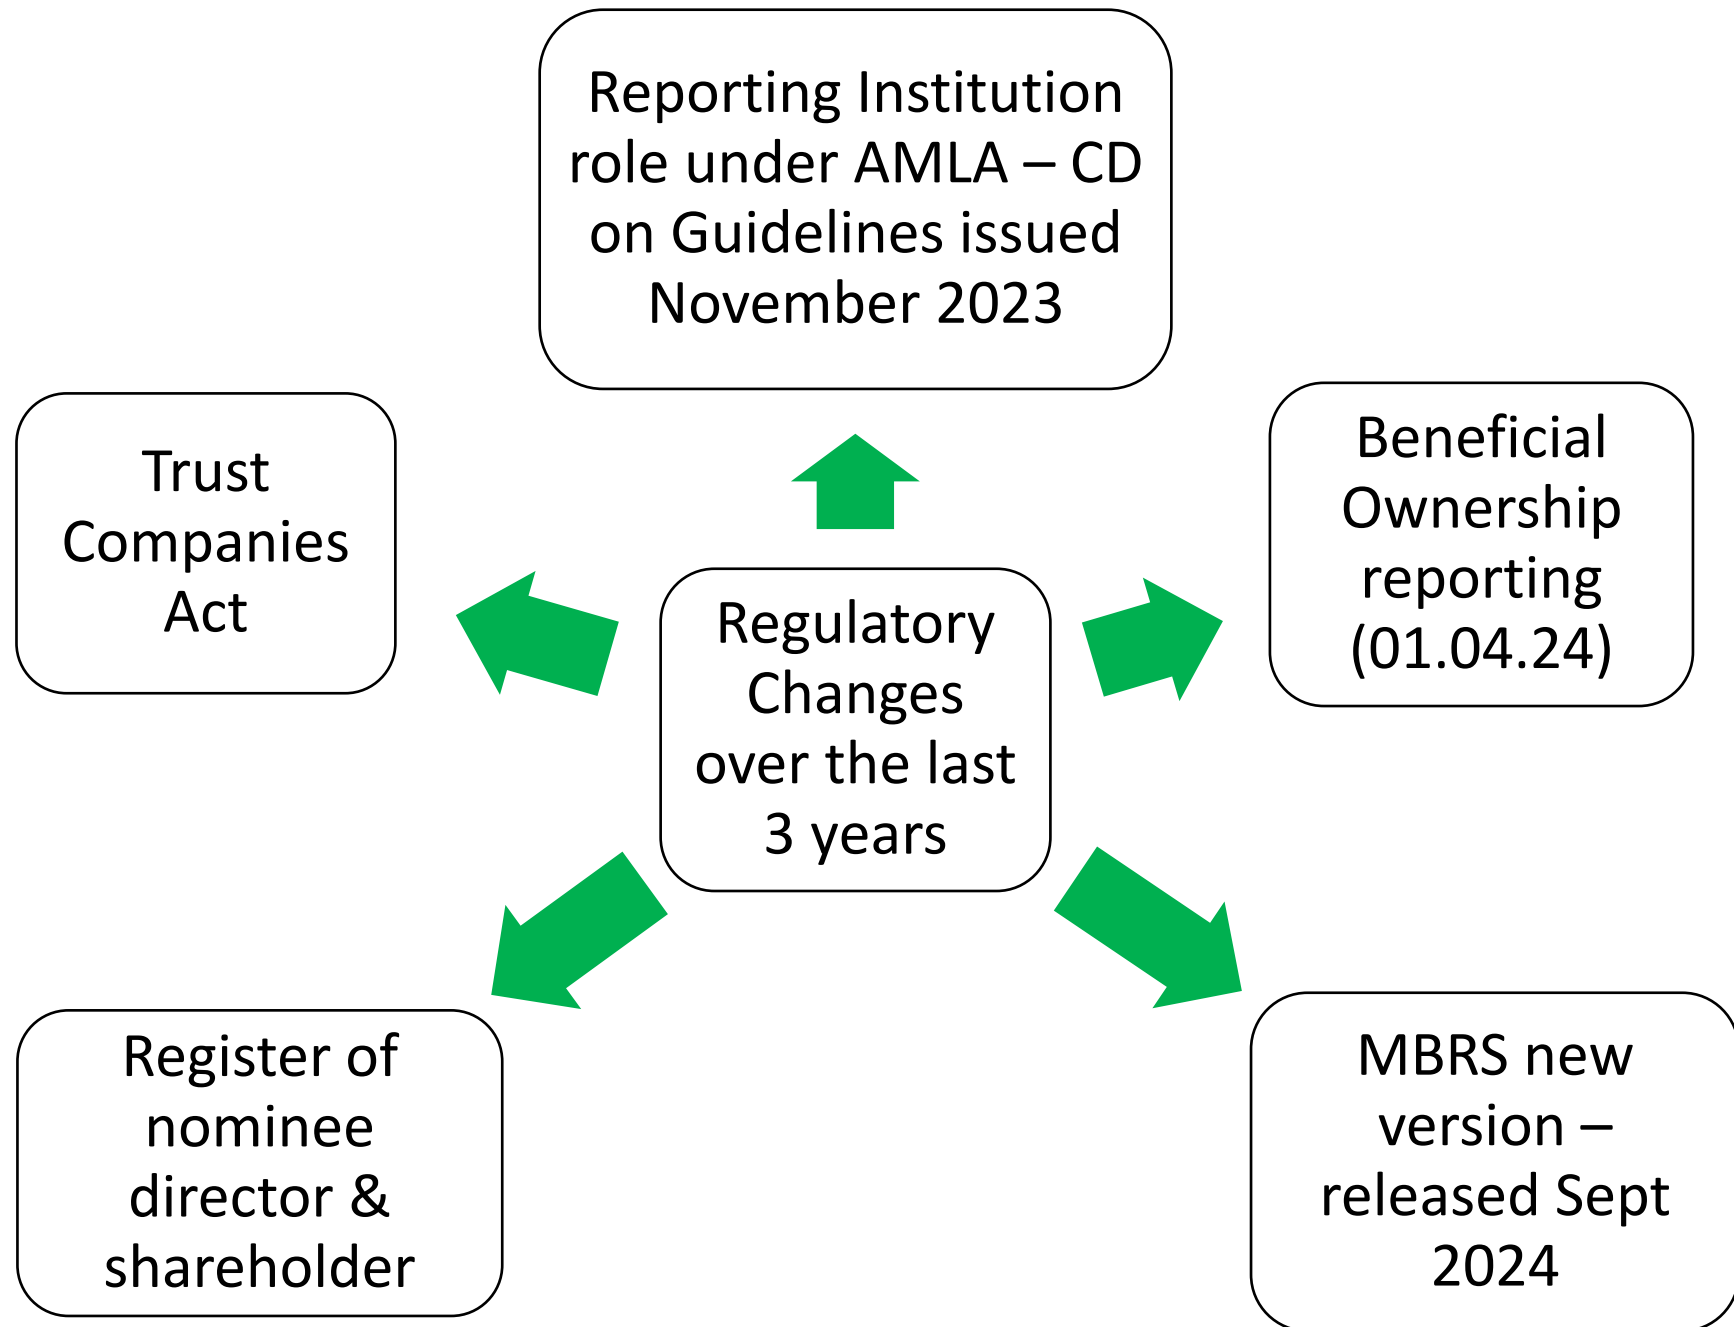 Reporting Institution
role under AMLA – CD
on Guidelines issued
November 2023
Trust
Companies
Act
Beneficial
Ownership
reporting
(01.04.24)
Regulatory
Changes
over the last
3 years
Register of
nominee
director &
shareholder
MBRS new
version –
released Sept
2024